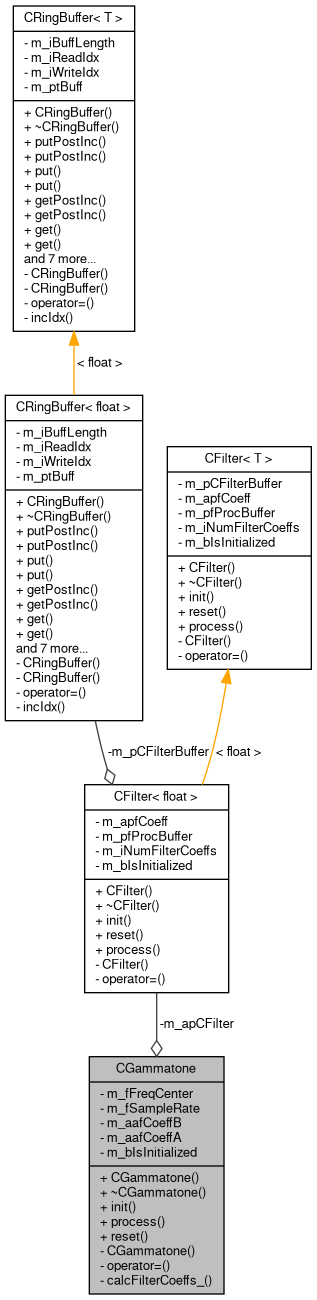 CRingBuffer< T >
- m_iBuffLength
- m_iReadIdx
- m_iWriteIdx
- m_ptBuff
+ CRingBuffer()
+ ~CRingBuffer()
+ putPostInc()
+ putPostInc()
+ put()
+ put()
+ getPostInc()
+ getPostInc()
+ get()
+ get()
and 7 more...
- CRingBuffer()
- CRingBuffer()
- operator=()
- incIdx()
< float >
CRingBuffer< float >
- m_iBuffLength
- m_iReadIdx
- m_iWriteIdx
- m_ptBuff
+ CRingBuffer()
+ ~CRingBuffer()
+ putPostInc()
+ putPostInc()
+ put()
+ put()
+ getPostInc()
+ getPostInc()
+ get()
+ get()
and 7 more...
- CRingBuffer()
- CRingBuffer()
- operator=()
- incIdx()
CFilter< T >
- m_pCFilterBuffer
- m_apfCoeff
- m_pfProcBuffer
- m_iNumFilterCoeffs
- m_bIsInitialized
+ CFilter()
+ ~CFilter()
+ init()
+ reset()
+ process()
- CFilter()
- operator=()
-m_pCFilterBuffer
< float >
CFilter< float >
- m_apfCoeff
- m_pfProcBuffer
- m_iNumFilterCoeffs
- m_bIsInitialized
+ CFilter()
+ ~CFilter()
+ init()
+ reset()
+ process()
- CFilter()
- operator=()
-m_apCFilter
CGammatone
- m_fFreqCenter
- m_fSampleRate
- m_aafCoeffB
- m_aafCoeffA
- m_bIsInitialized
+ CGammatone()
+ ~CGammatone()
+ init()
+ process()
+ reset()
- CGammatone()
- operator=()
- calcFilterCoeffs_()